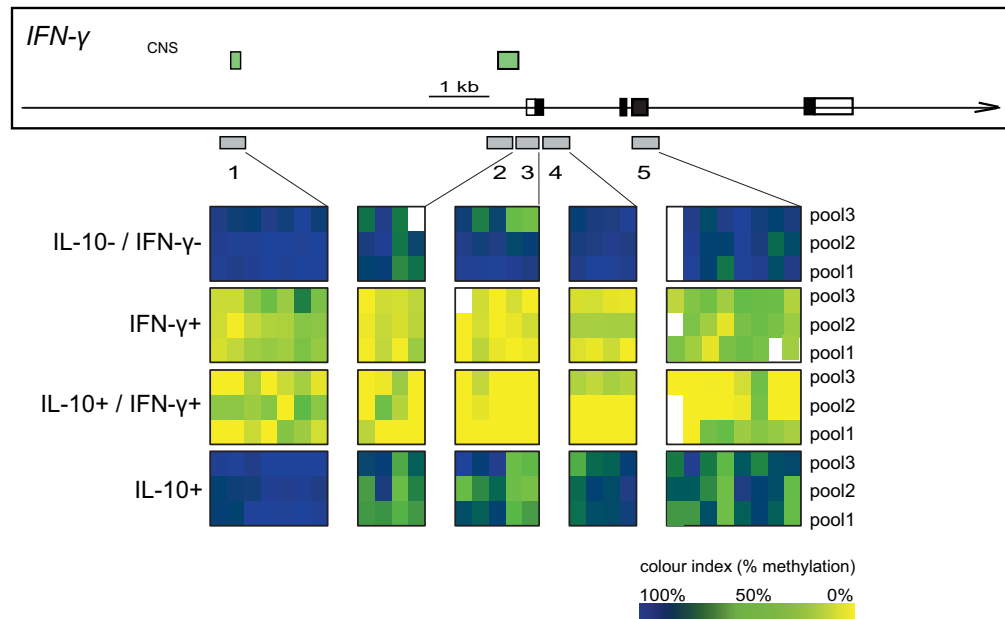 IFN-γ
CNS
1 kb
1 2 3 4 5
IL-10- / IFN-γ-
pool3
pool2
pool1
IFN-γ+
pool3
pool2
pool1
IL-10+ / IFN-γ+
pool3
pool2
pool1
IL-10+
pool3
pool2
pool1
colour index (% methylation)
100% 50% 0%